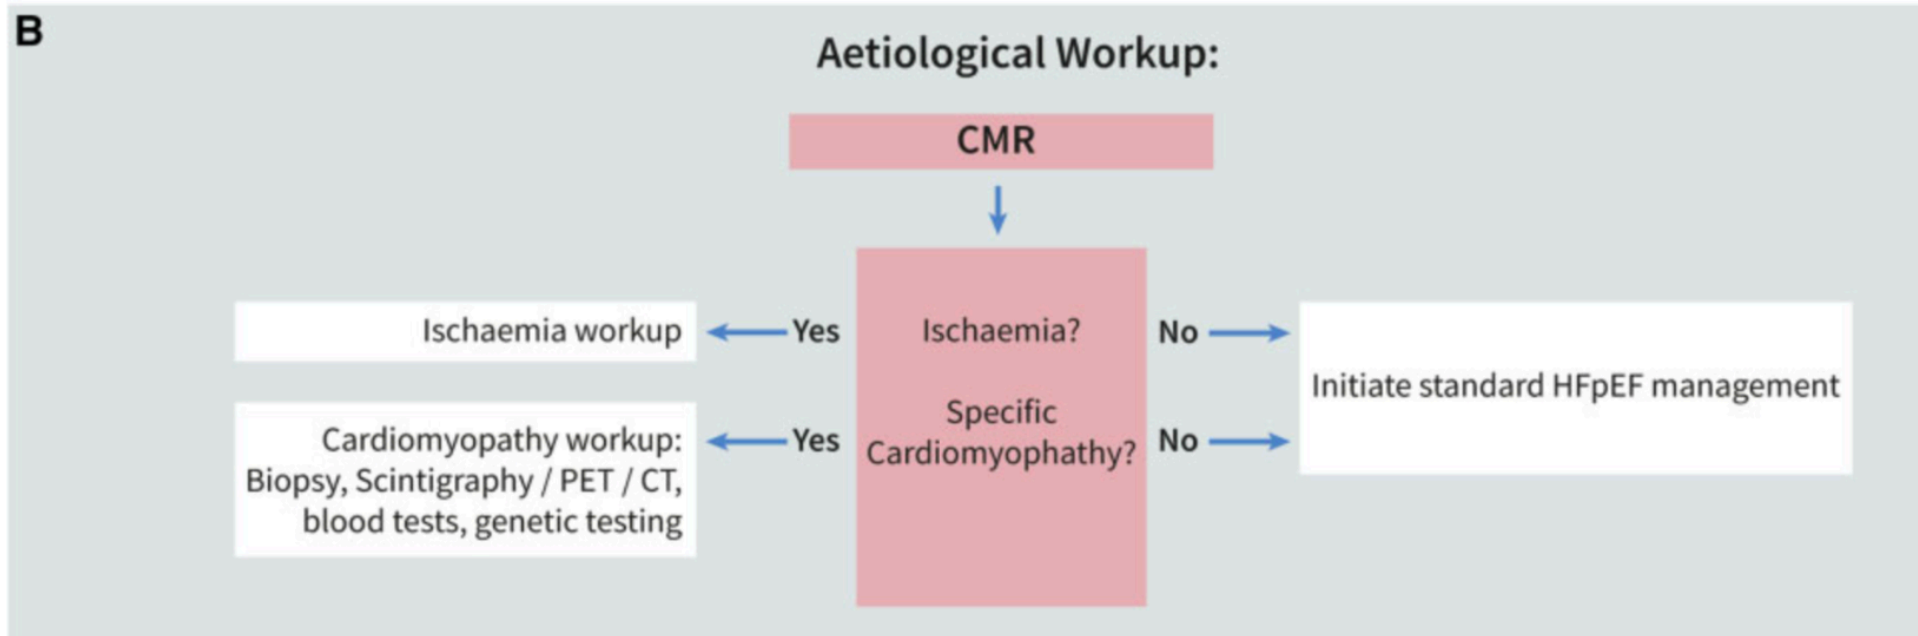 B
Aetiological Workup:
CMR
Ischaemia workup
Yes
Ischaemia?
No
Initiate standard HFpEF management
Cardiomyopathy workup:
Biopsy, Scintigraphy / PET / CT,
blood tests, genetic testing
Yes
Specific
Cardiomyophathy?
No